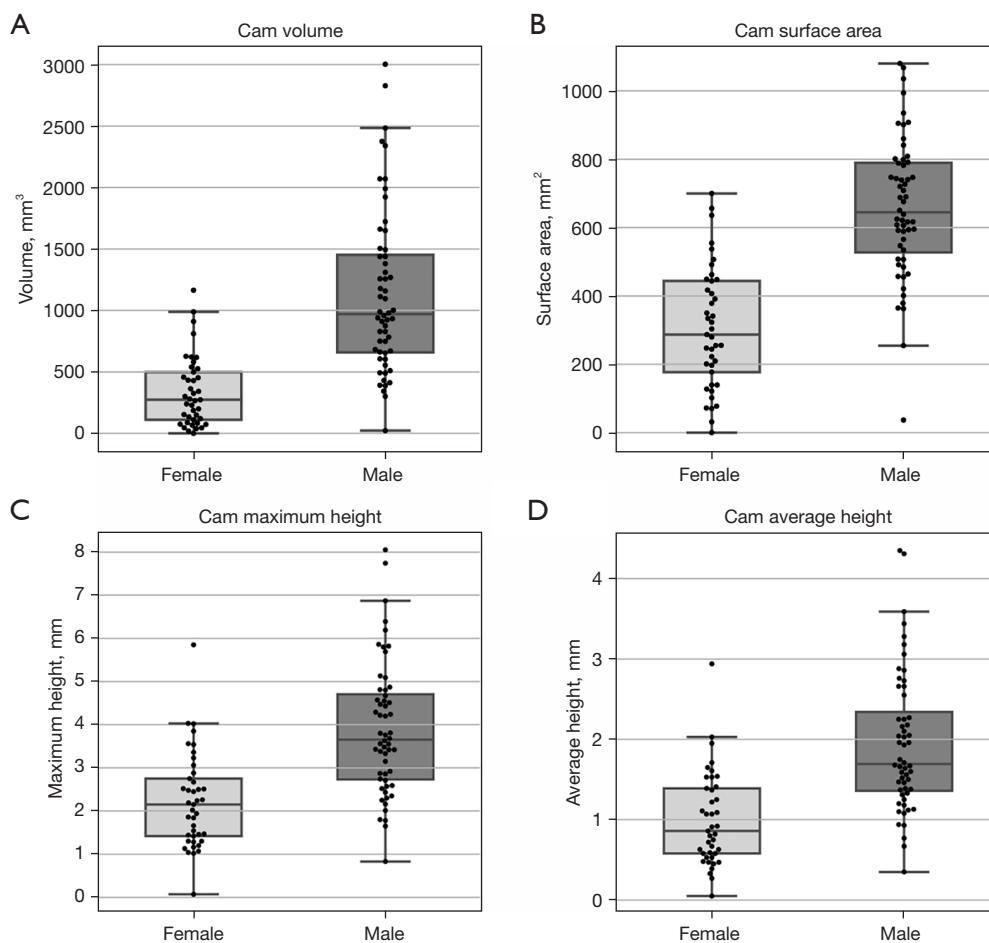 A
Cam volume
Volume, mm³
3000
2500
2000
1500
1000
500
0
Female Male
B
Cam surface area
Surface area, mm²
1000
800
600
400
200
0
Female Male
C
Cam maximum height
Maximum height, mm
8
7
6
5
4
3
2
1
0
Female Male
D
Cam average height
Average height, mm
4
3
2
1
0
Female Male